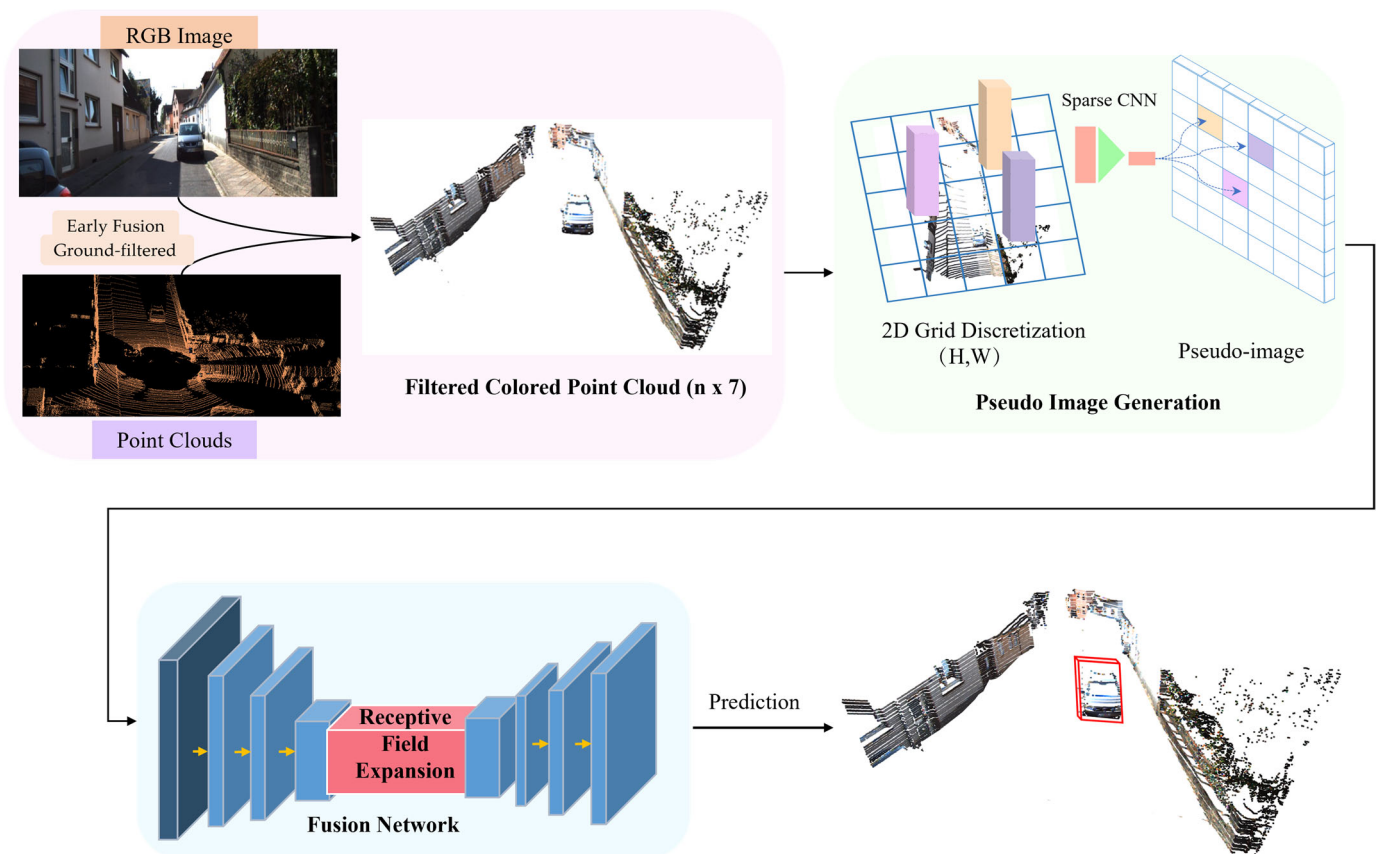 RGB Image
Early Fusion
Ground-filtered
Point Clouds
Filtered Colored Point Cloud (n x 7)
Sparse CNN
2D Grid Discretization
（H,W）
Pseudo-image
Pseudo Image Generation
Receptive
Field
Expansion
Fusion Network
Prediction